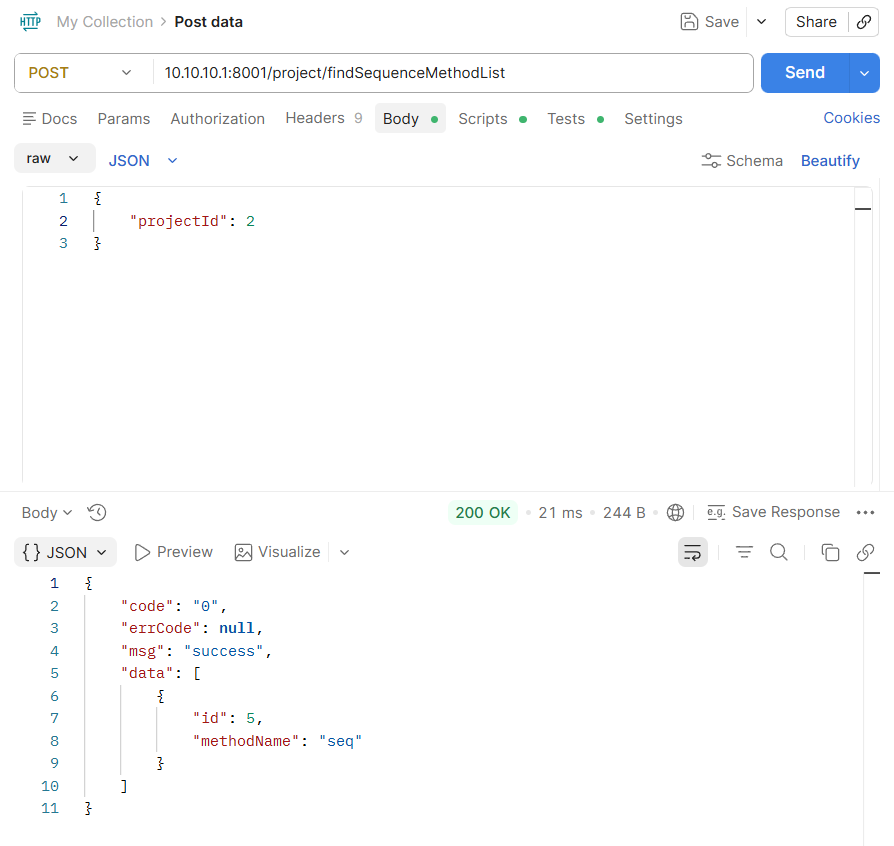 HTTP My Collection > Post data Save Share
POST 10.10.10.1:8001/project/findSequenceMethodList Send
Docs Params Authorization Headers 9 Body Scripts Tests Settings Cookies
raw JSON Schema Beautify
1 {
2 "projectId": 2
3 }
Body 200 OK 21 ms 244 B e.g. Save Response
{} JSON Preview Visualize
1 {
2 "code": "0",
3 "errCode": null,
4 "msg": "success",
5 "data": [
6 {
7 "id": 5,
8 "methodName": "seq"
9 }
10 ]
11 }